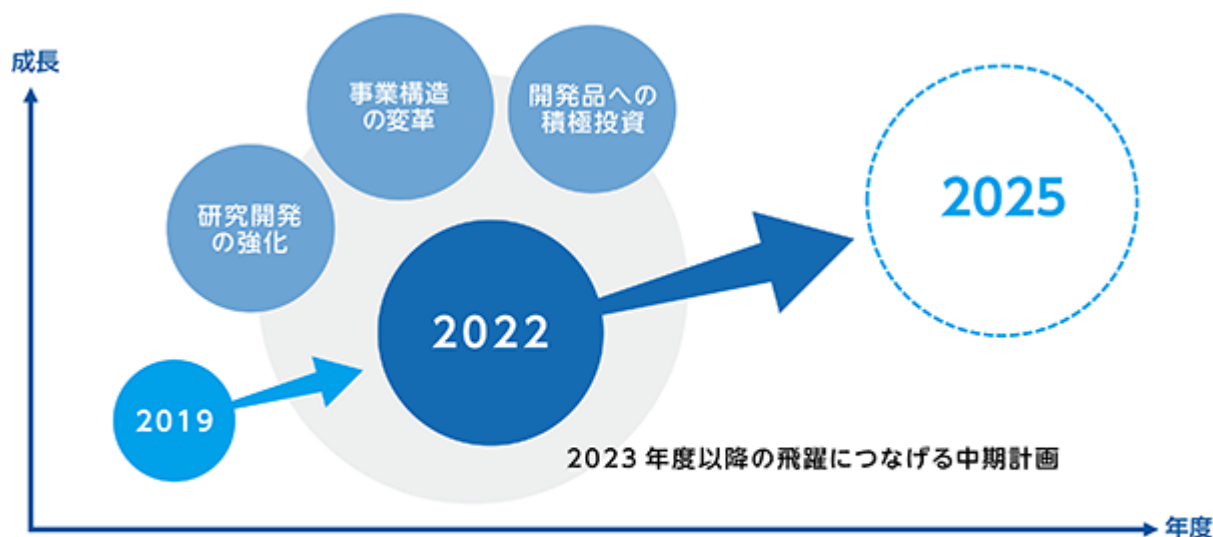 成長
事業構造
の変革
開発品への
積極投資
研究開発
の強化
2025
2022
2019
2023 年度以降の飛躍につなげる中期計画
年度